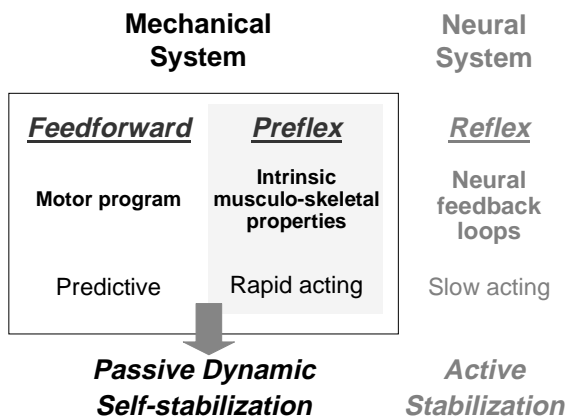 Mechanical
System
Neural
System
Feedforward
Preflex
Reflex
Motor program
Intrinsic
musculo-skeletal
properties
Neural
feedback
loops
Predictive
Rapid acting
Slow acting
Passive Dynamic
Self-stabilization
Active
Stabilization